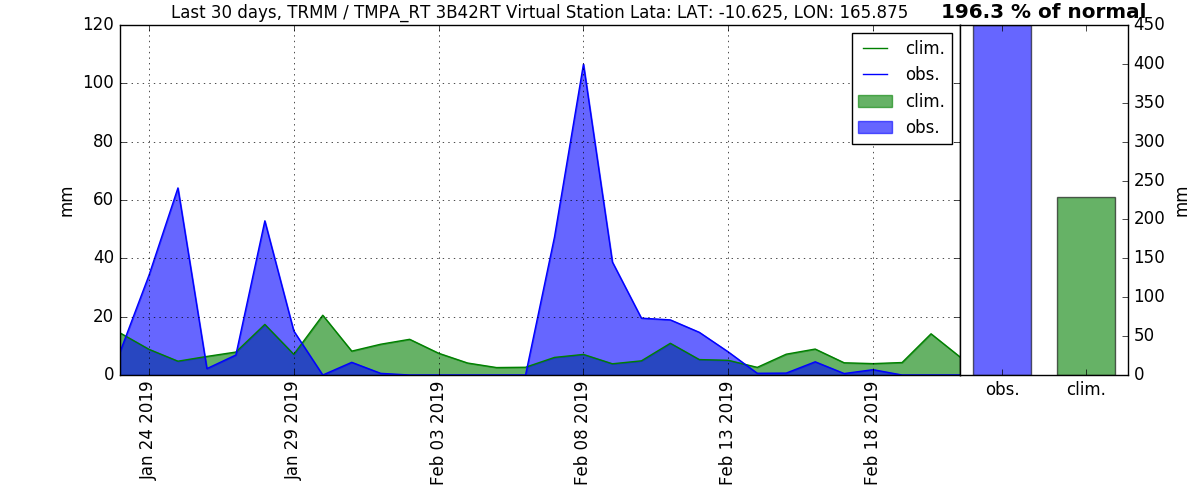 Last 30 days, TRMM / TMPA_RT 3B42RT Virtual Station Lata: LAT: -10.625, LON: 165.875
196.3 % of normal
mm
120
100
80
60
40
20
0
clim.
obs.
clim.
obs.
Jan 24 2019
Jan 29 2019
Feb 03 2019
Feb 08 2019
Feb 13 2019
Feb 18 2019
450
400
350
300
250
200
150
100
50
0
mm
obs.
clim.